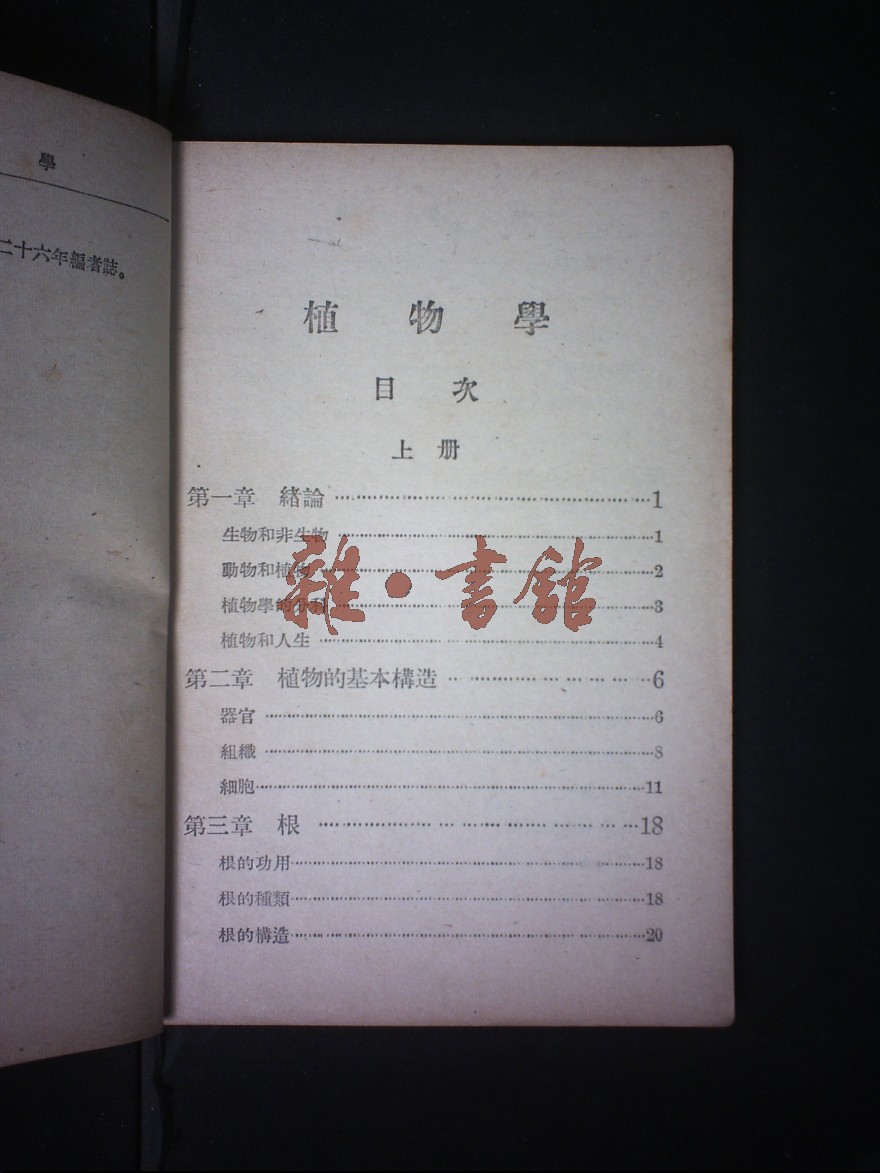 學
二十六年編者誌。
植物學
目次
上册
第一章 緒論 ……………………………1
生物和非生物 ……………………………1
動物和植物 ……………………………2
植物學的分科 ……………………………3
植物和人生 ……………………………4
第二章 植物的基本構造 ……………………………6
器官 ……………………………6
組織 ……………………………8
細胞……………………………11
第三章 根 ……………………………18
根的功用……………………………18
根的種類……………………………18
根的構造……………………………20
雜·書館